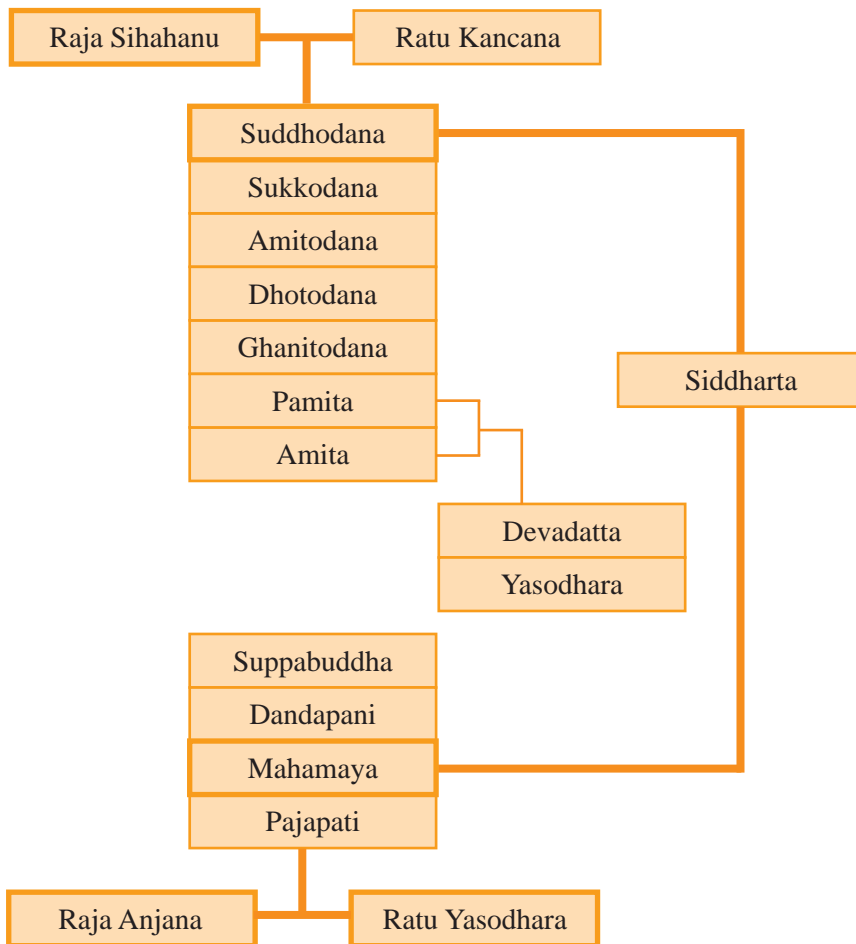 Raja Sihahanu
Ratu Kancana
Suddhodana
Sukkodana
Amitodana
Dhotodana
Ghanitodana
Siddharta
Pamita
Amita
Devadatta
Yasodhara
Suppabuddha
Dandapani
Mahamaya
Pajapati
Raja Anjana
Ratu Yasodhara